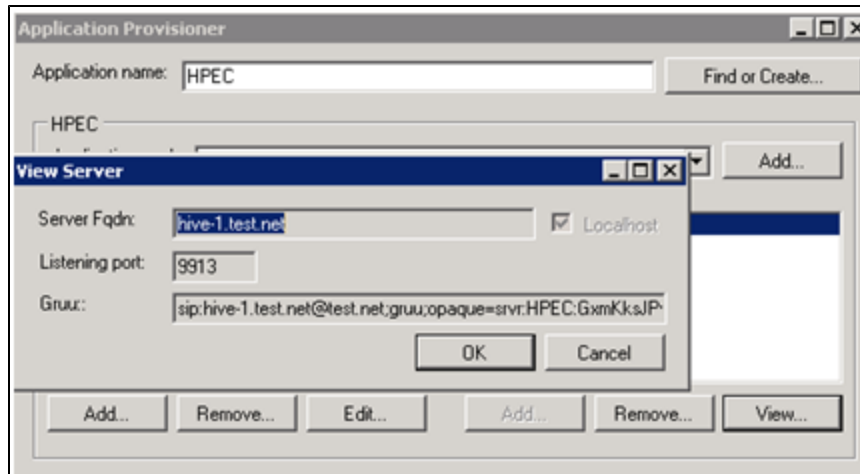 Application Provisioner
Application name: HPEC Find or Create...
HPEC
Add...
View Server
Server Fqdn: hive-1.test.net Localhost
Listening port: 9913
Gruu:: sip:hive-1.test.net@test.net;gruu;opaque=srvr:HPEC:GxmKksJP
OK Cancel
Add... Remove... Edit... Add... Remove... View...